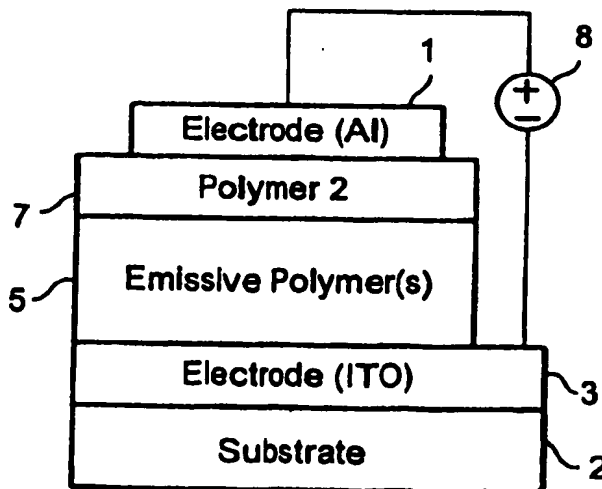 1
8
+
−
Electrode (Al)
Polymer 2
7
Emissive Polymer(s)
5
Electrode (ITO)
3
Substrate
2